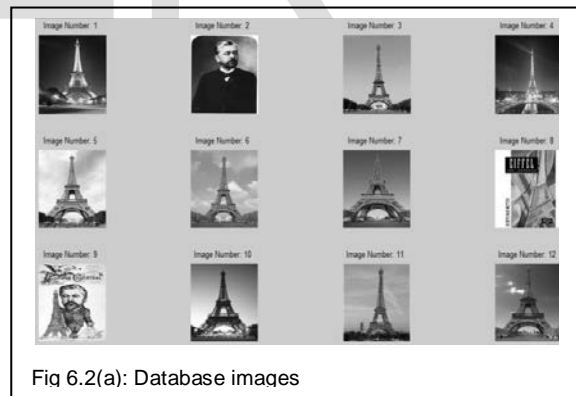 Image Number: 1
Image Number: 2
Image Number: 3
Image Number: 4
Image Number: 5
Image Number: 6
Image Number: 7
Image Number: 8
EIFFEL
Image Number: 9
Image Number: 10
Image Number: 11
Image Number: 12
Fig 6.2(a): Database images